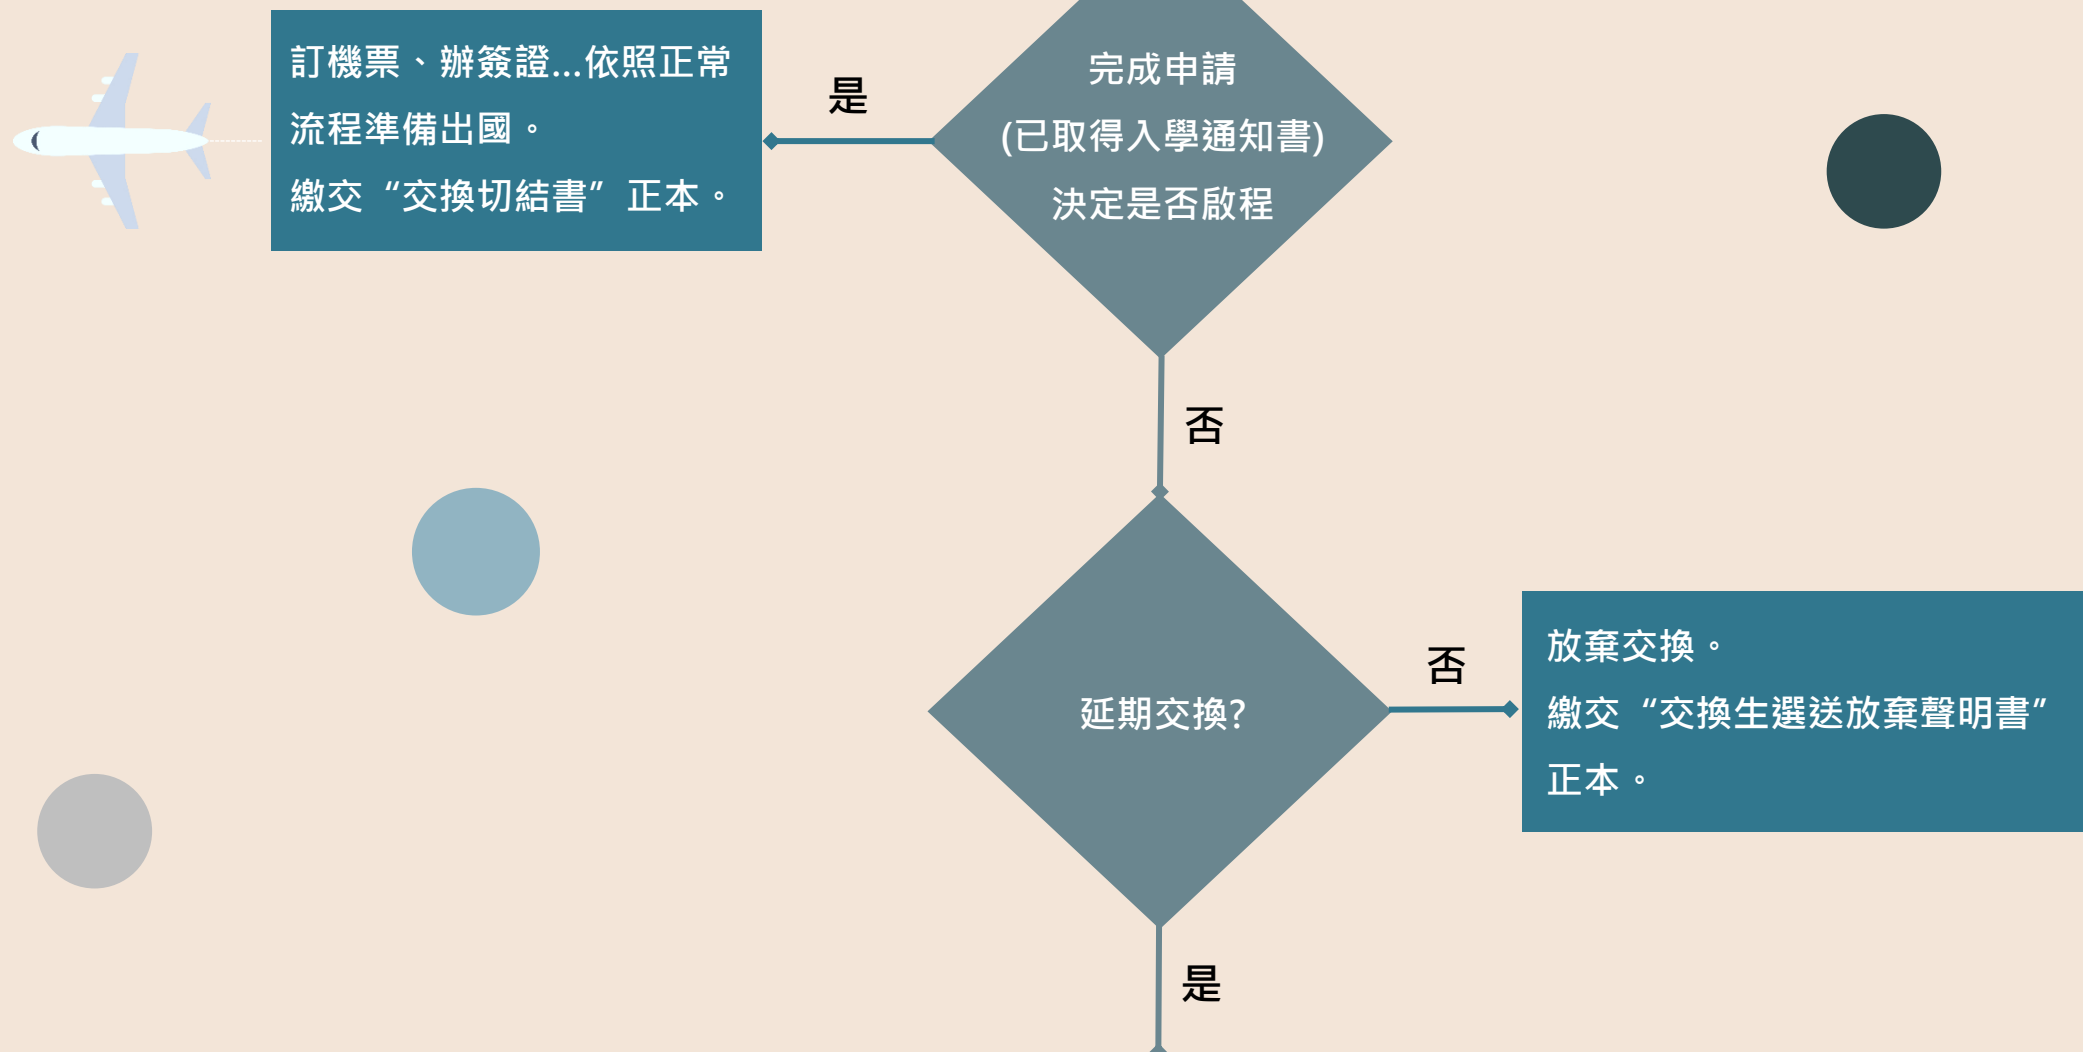 訂機票、辦簽證...依照正常
流程準備出國。
繳交“交換切結書”正本。
是
完成申請
(已取得入學通知書)
決定是否啟程
否
延期交換?
否
放棄交換。
繳交“交換生選送放棄聲明書”
正本。
是